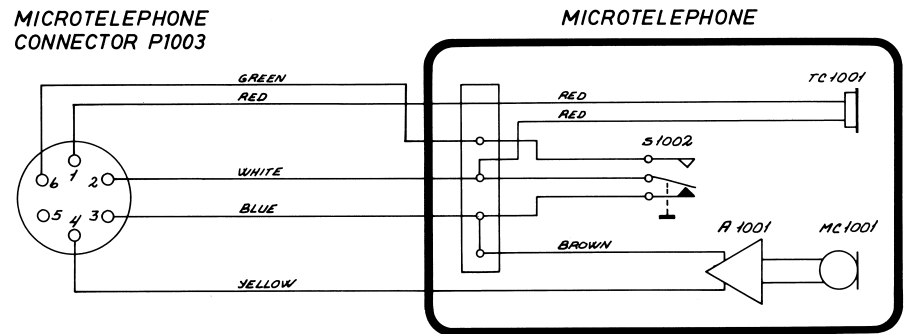 MICROTELEPHONE
CONNECTOR P1003
MICROTELEPHONE
GREEN
RED
RED
TC1001
RED
S1002
6
1
2
WHITE
5
4
3
BLUE
BROWN
A 1001
MC1001
YELLOW